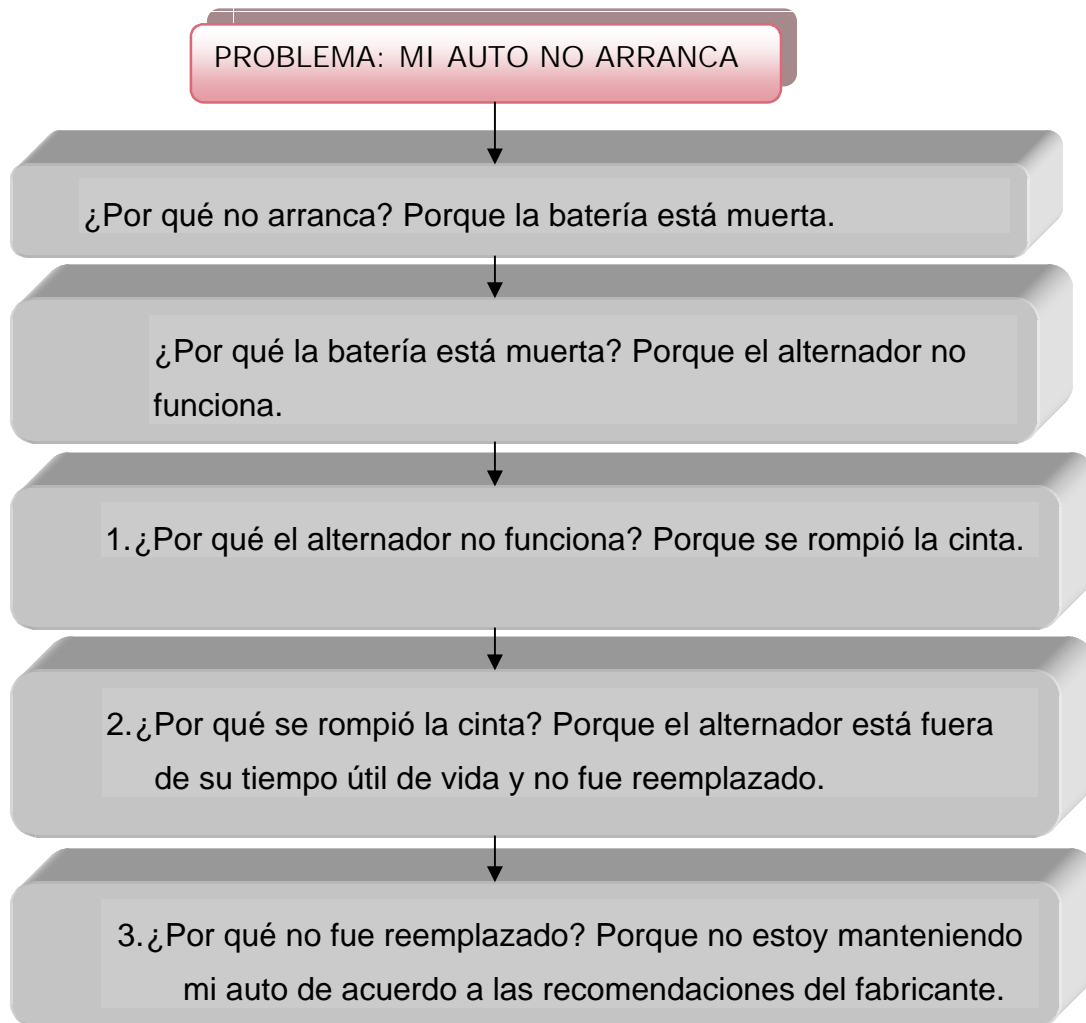 PROBLEMA: MI AUTO NO ARRANCA
¿Por qué no arranca? Porque la batería está muerta.
¿Por qué la batería está muerta? Porque el alternador no
funciona.
1.¿Por qué el alternador no funciona? Porque se rompió la cinta.
2.¿Por qué se rompió la cinta? Porque el alternador está fuera
de su tiempo útil de vida y no fue reemplazado.
3.¿Por qué no fue reemplazado? Porque no estoy manteniendo
mi auto de acuerdo a las recomendaciones del fabricante.